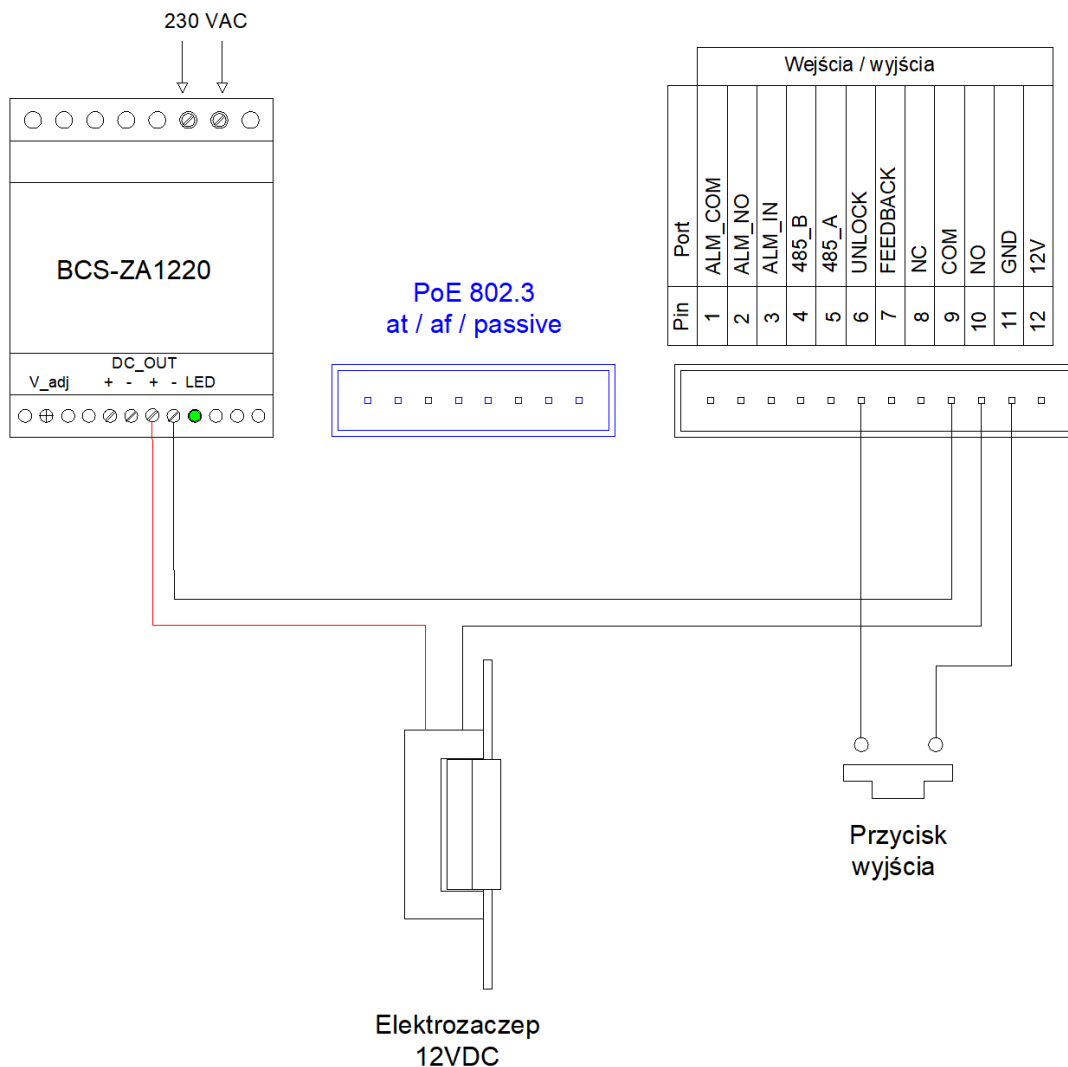 230 VAC
BCS-ZA1220
DC_OUT
V_adj + - + - LED
PoE 802.3
at / af / passive
Wejścia / wyjścia
Port
ALM_COM
ALM_NO
ALM_IN
485_B
485_A
UNLOCK
FEEDBACK
NC
COM
NO
GND
12V
Pin
1
2
3
4
5
6
7
8
9
10
11
12
Przycisk
wyjścia
Elektrozaczep
12VDC